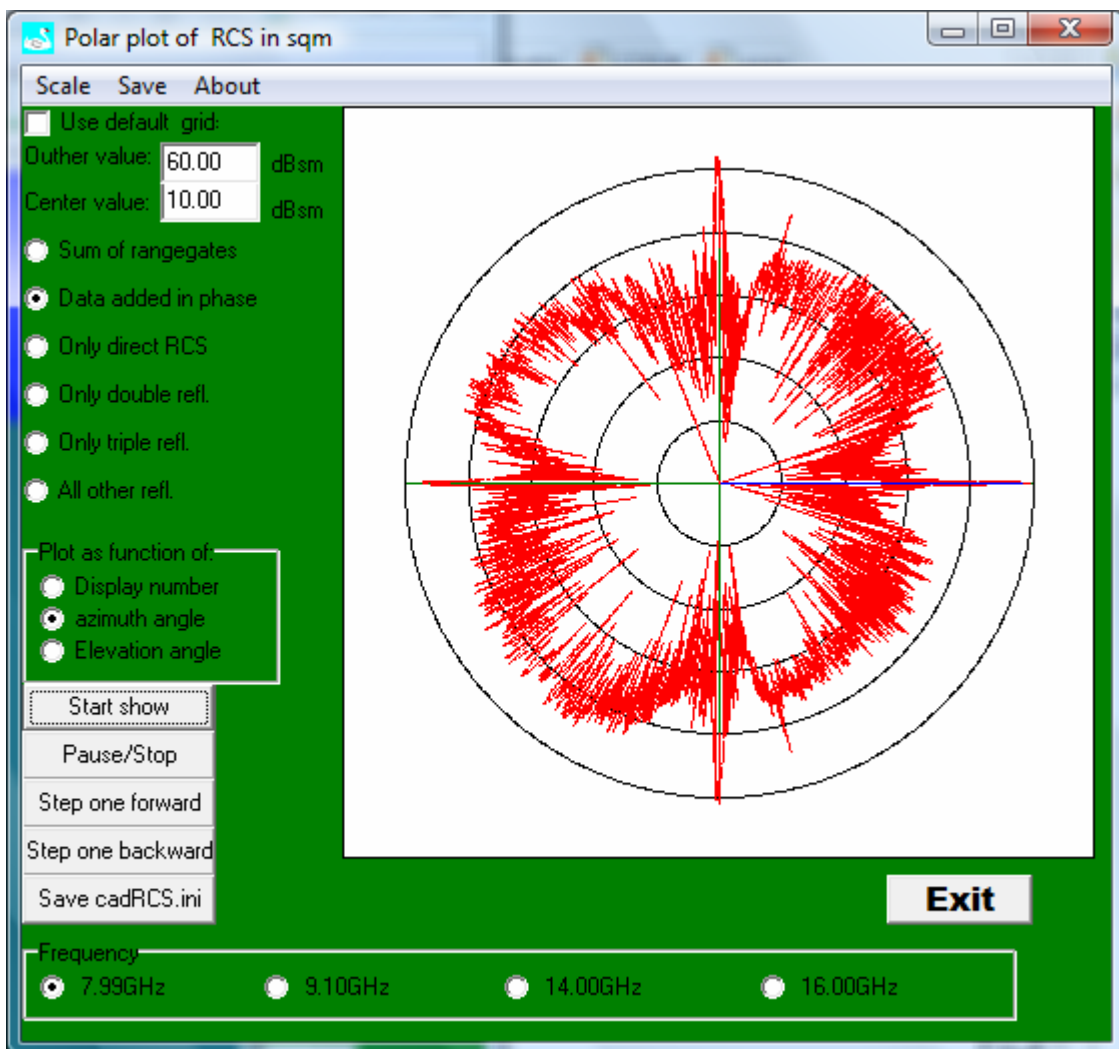 Polar plot of RCS in sqm
Scale Save About
Use default grid:
Outher value: 60.00 dBsm
Center value: 10.00 dBsm
Sum of rangegates
Data added in phase
Only direct RCS
Only double refl.
Only triple refl.
All other refl.
Plot as function of:
Display number
azimuth angle
Elevation angle
Start show
Pause/Stop
Step one forward
Step one backward
Save cadRCS.ini
Exit
Frequency
7.99GHz 9.10GHz 14.00GHz 16.00GHz